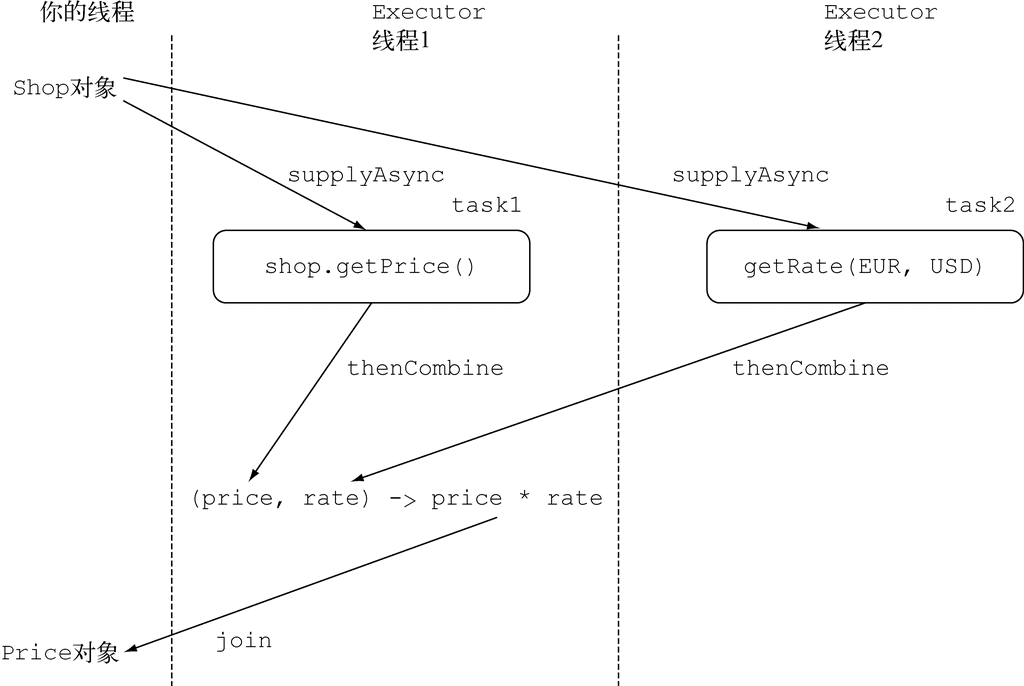 你的线程
Executor
线程1
Executor
线程2
Shop对象
supplyAsync
supplyAsync
task1
task2
shop.getPrice()
getRate(EUR, USD)
thenCombine
thenCombine
(price, rate) -> price * rate
join
Price对象